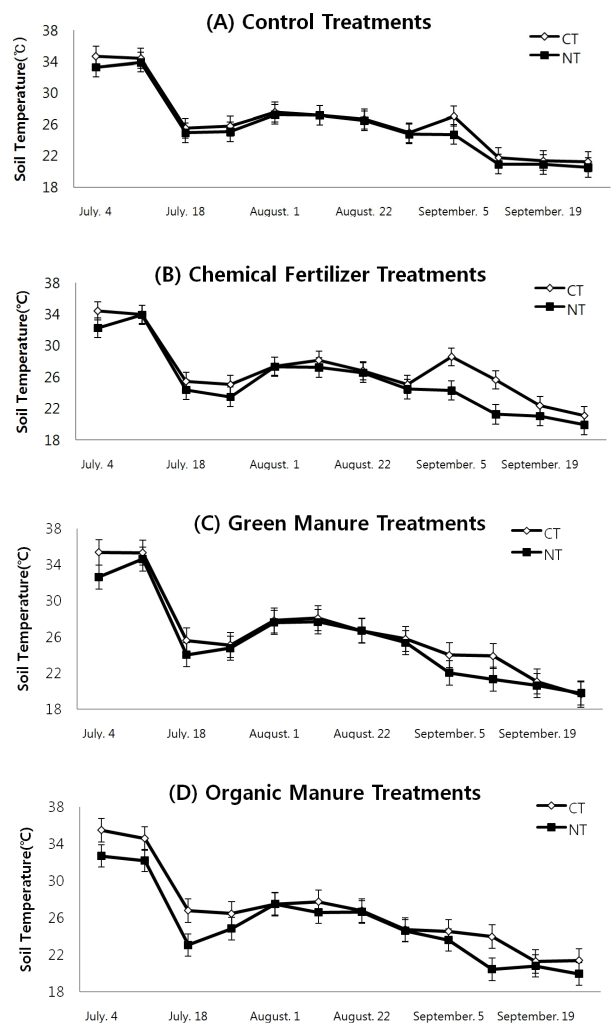 (A) Control Treatments
Soil Temperature(℃)
38
34
30
26
22
18
CT
NT
July. 4
July. 18
August. 1
August. 22
September. 5
September. 19
(B) Chemical Fertilizer Treatments
Soil Temperature(℃)
38
34
30
26
22
18
CT
NT
July. 4
July. 18
August. 1
August. 22
September. 5
September. 19
(C) Green Manure Treatments
Soil Temperature(℃)
38
34
30
26
22
18
CT
NT
July. 4
July. 18
August. 1
August. 22
September. 5
September. 19
(D) Organic Manure Treatments
Soil Temperature(℃)
38
34
30
26
22
18
CT
NT
July. 4
July. 18
August. 1
August. 22
September. 5
September. 19